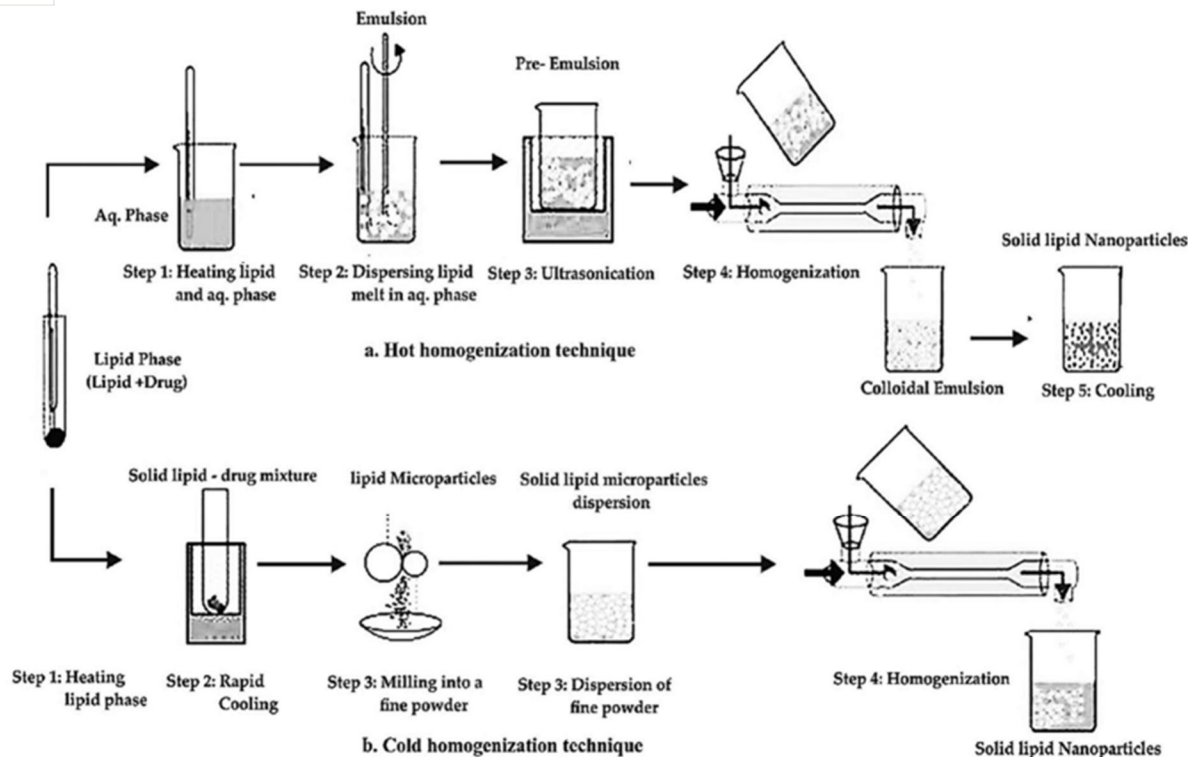 Emulsion
Pre- Emulsion
Aq. Phase
Step 1: Heating lipid
and aq. phase
Step 2: Dispersing lipid
melt in aq. phase
Step 3: Ultrasonication
Step 4: Homogenization
Solid lipid Nanoparticles
Colloidal Emulsion
Step 5: Cooling
a. Hot homogenization technique
Lipid Phase
(Lipid +Drug)
Solid lipid - drug mixture
lipid Microparticles
Solid lipid microparticles
dispersion
Step 1: Heating
lipid phase
Step 2: Rapid
Cooling
Step 3: Milling into a
fine powder
Step 3: Dispersion of
fine powder
Step 4: Homogenization
Solid lipid Nanoparticles
b. Cold homogenization technique